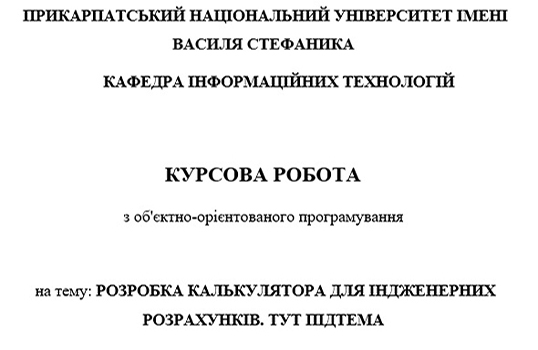 ПРИКАРПАТСЬКИЙ НАЦІОНАЛЬНИЙ УНІВЕРСИТЕТ ІМЕНІ
ВАСИЛЯ СТЕФАНИКА
КАФЕДРА ІНФОРМАЦІЙНИХ ТЕХНОЛОГІЙ
КУРСОВА РОБОТА
з об'єктно-орієнтованого програмування
на тему: РОЗРОБКА КАЛЬКУЛЯТОРА ДЛЯ ІНДЖЕНЕРНИХ
РОЗРАХУНКІВ. ТУТ ПІДТЕМА